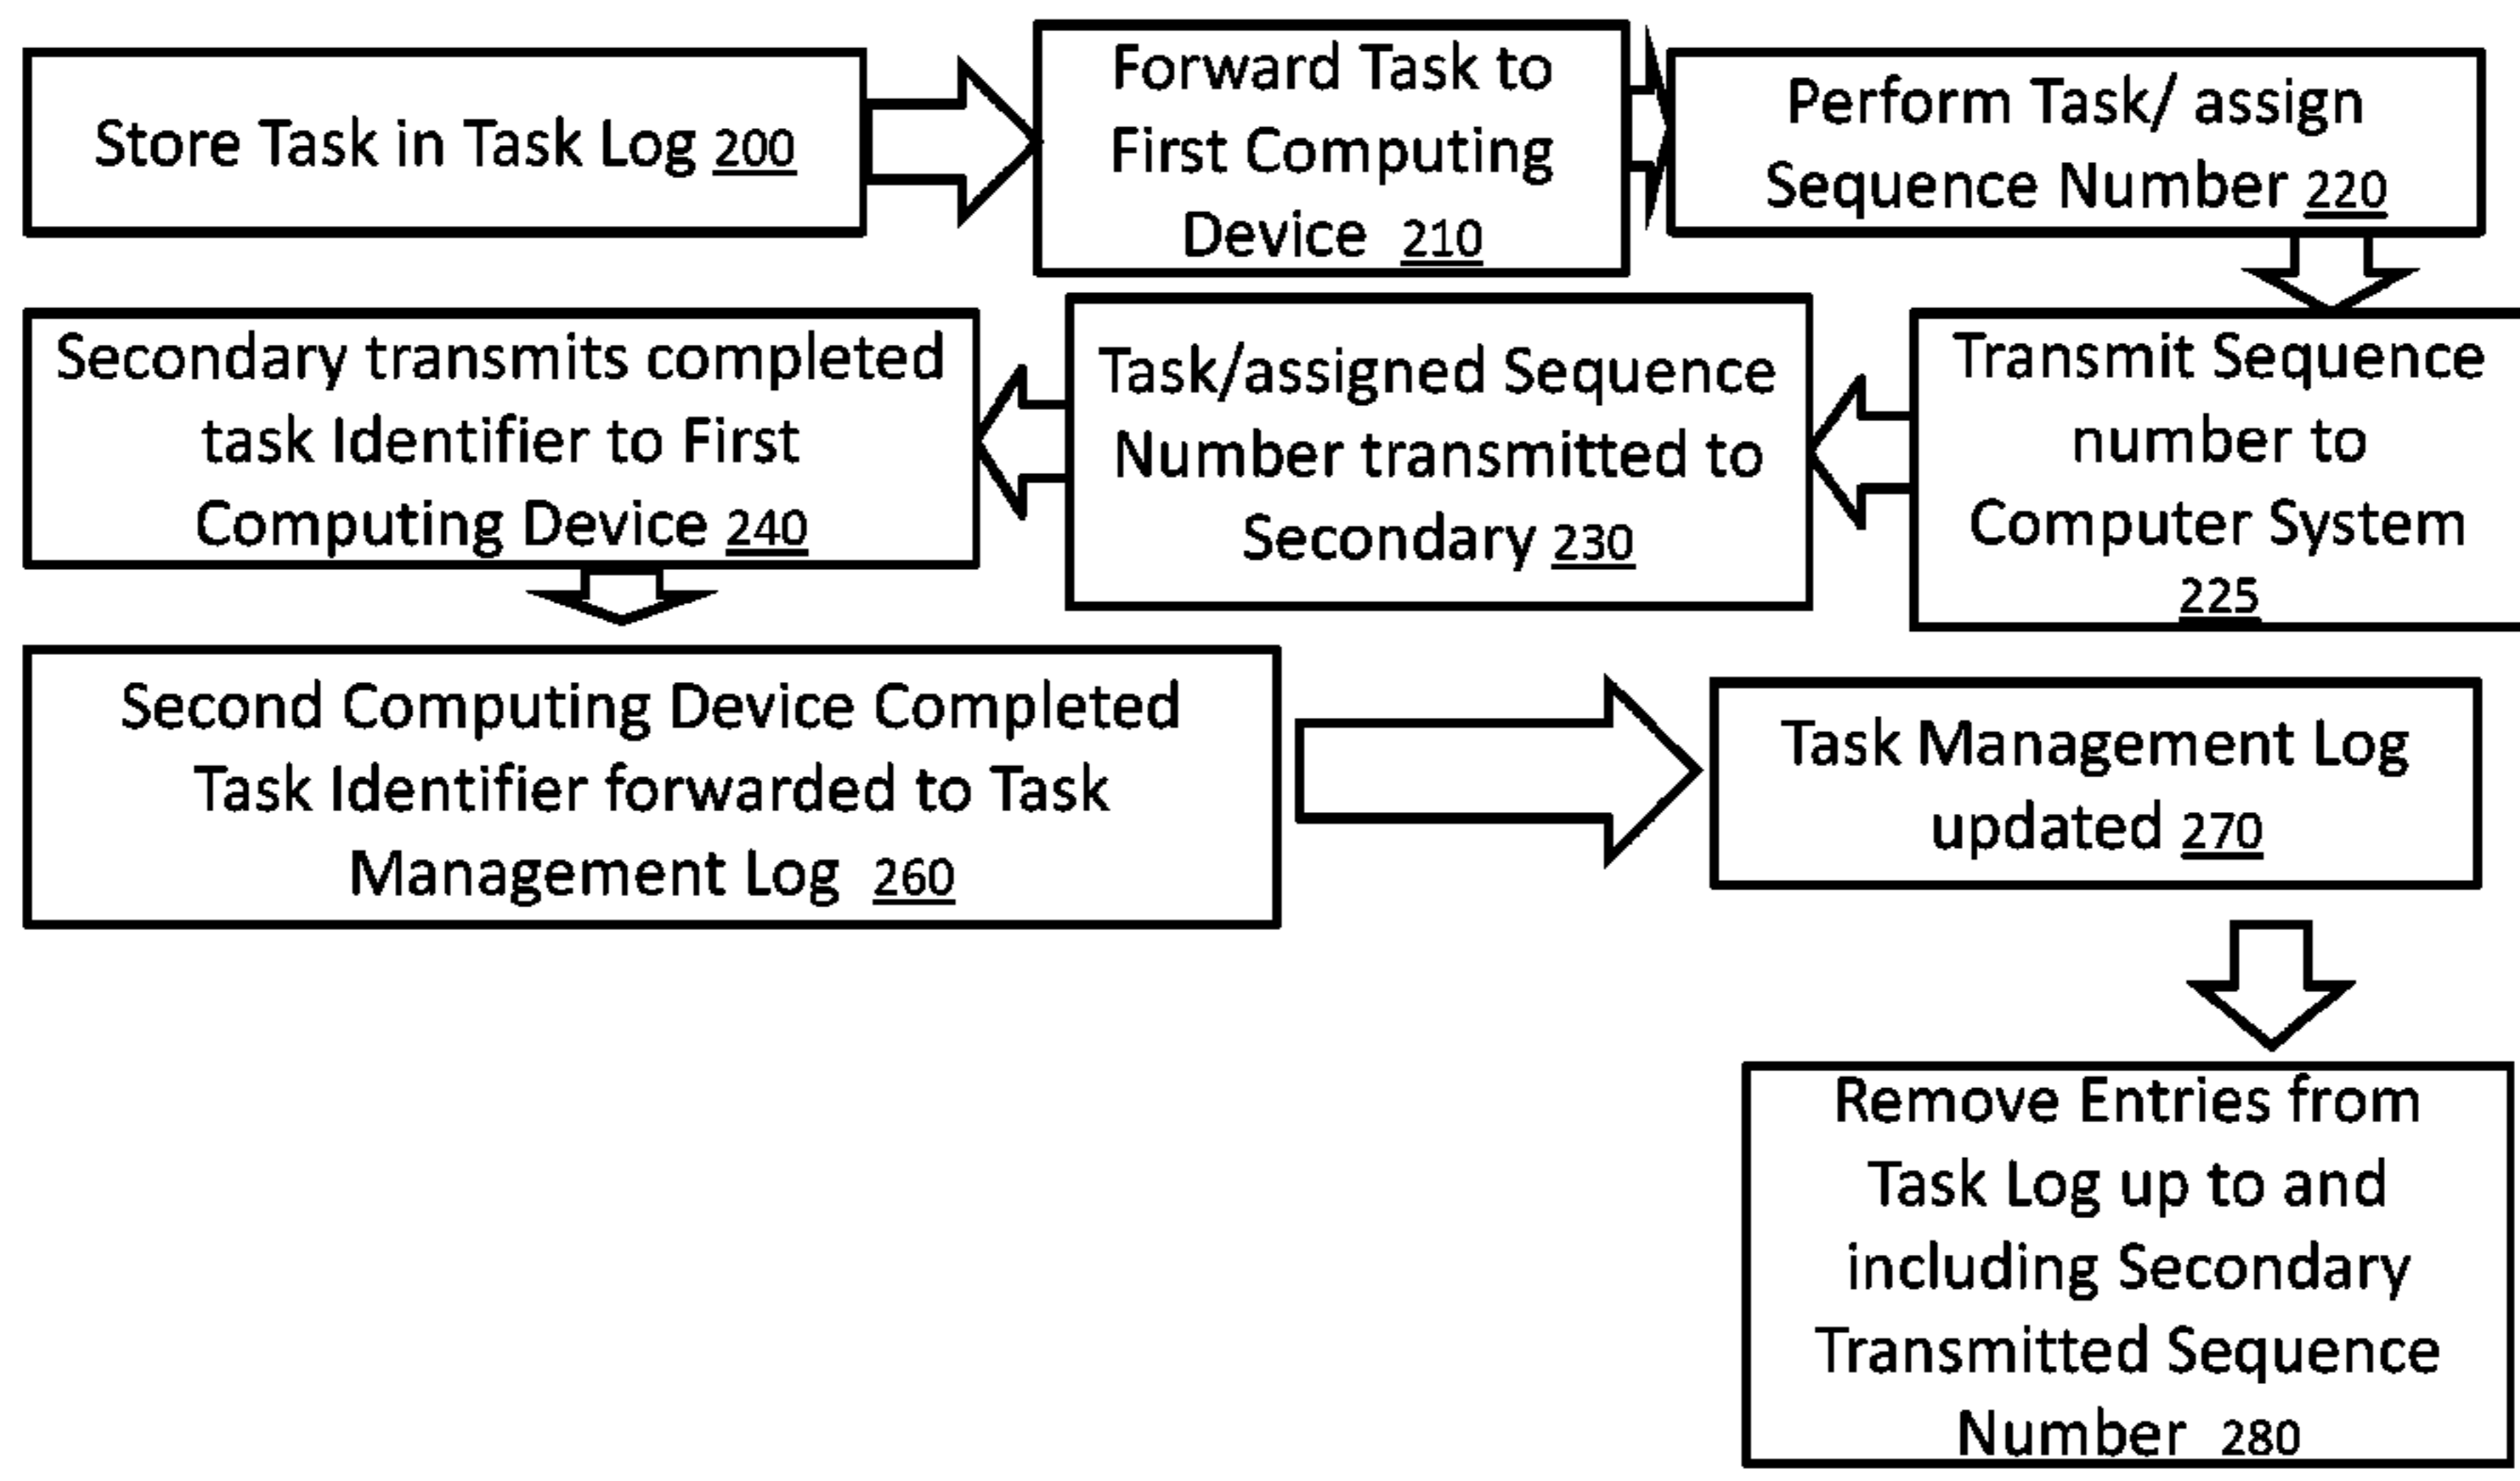 Store Task in Task Log 200
Forward Task to
First Computing
Device 210
Perform Task/ assign
Sequence Number 220
Transmit Sequence
number to
Computer System
225
Task/assigned Sequence
Number transmitted to
Secondary 230
Secondary transmits completed
task Identifier to First
Computing Device 240
Second Computing Device Completed
Task Identifier forwarded to Task
Management Log 260
Task Management Log
updated 270
Remove Entries from
Task Log up to and
including Secondary
Transmitted Sequence
Number 280